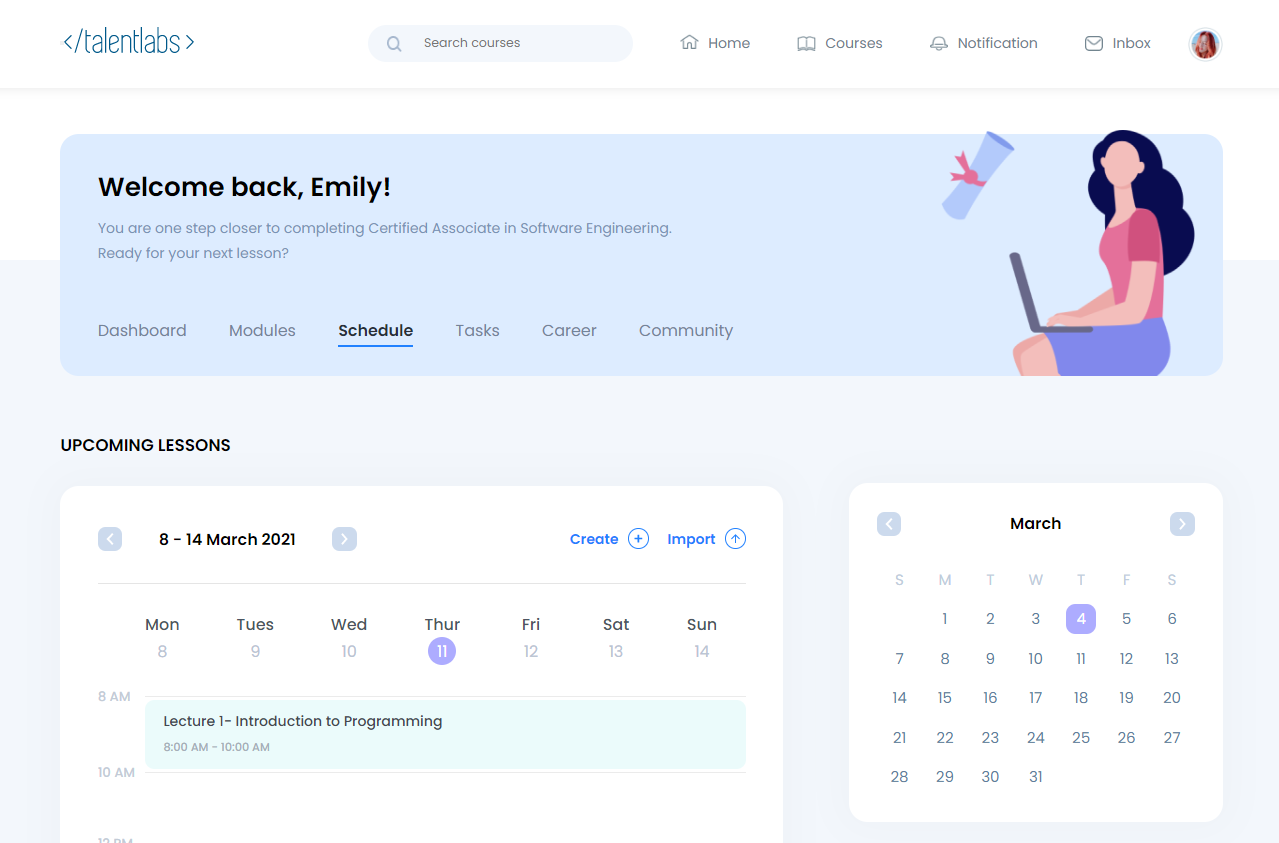 </talentlabs>
Search courses
Home
Courses
Notification
Inbox
Welcome back, Emily!
You are one step closer to completing Certified Associate in Software Engineering.
Ready for your next lesson?
Dashboard Modules Schedule Tasks Career Community
UPCOMING LESSONS
8 - 14 March 2021
Create
Import
Mon Tues Wed Thur Fri Sat Sun
8 9 10 11 12 13 14
8 AM
Lecture 1- Introduction to Programming
8:00 AM - 10:00 AM
10 AM
12 PM
March
S M T W T F S
1 2 3 4 5 6
7 8 9 10 11 12 13
14 15 16 17 18 19 20
21 22 23 24 25 26 27
28 29 30 31